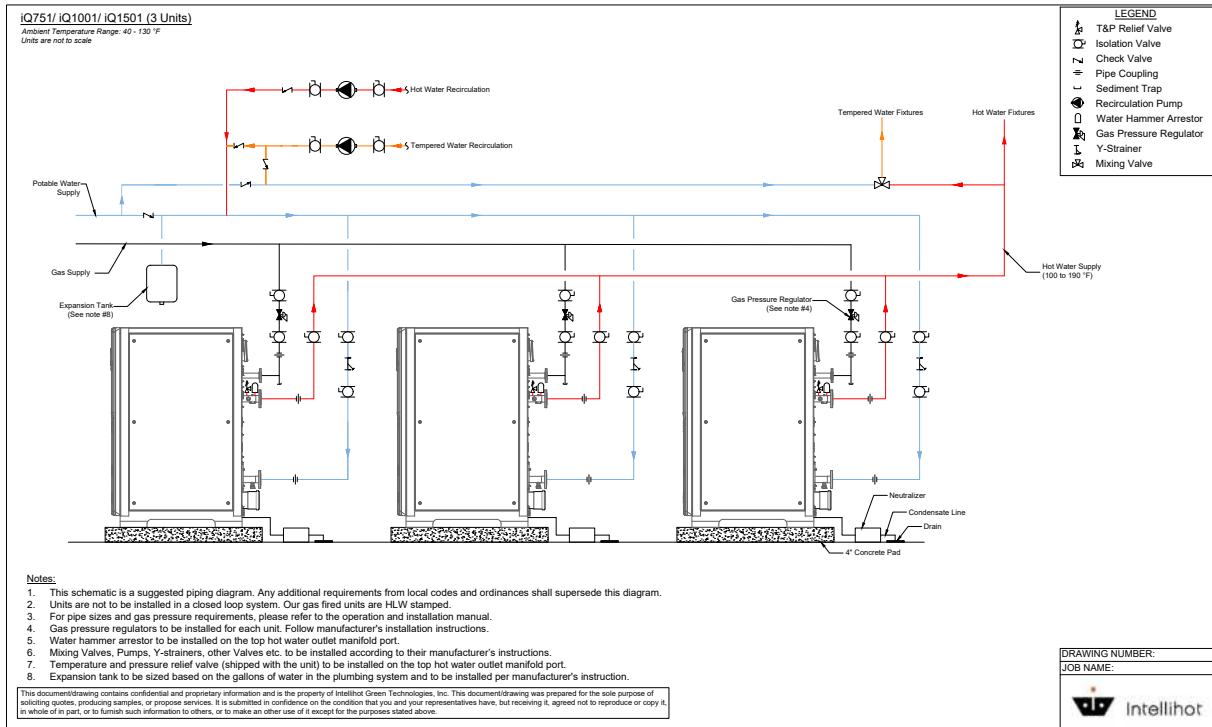 iQ751/ iQ1001/ iQ1501 (3 Units)
Ambient Temperature Range: 40 - 130 °F
Units are not to scale
LEGEND
T&P Relief Valve
Isolation Valve
Check Valve
Pipe Coupling
Sediment Trap
Recirculation Pump
Water Hammer Arrestor
Gas Pressure Regulator
Y-Strainer
Mixing Valve
Hot Water Recirculation
Tempered Water Fixtures
Hot Water Fixtures
Tempered Water Recirculation
Potable Water
Supply
Gas Supply
Hot Water Supply
(100 to 190 °F)
Expansion Tank
(See note #8)
Gas Pressure Regulator
(See note #4)
Neutralizer
Condensate Line
Drain
4" Concrete Pad
Notes:
1. This schematic is a suggested piping diagram. Any additional requirements from local codes and ordinances shall supersede this diagram.
2. Units are not to be installed in a closed loop system. Our gas fired units are HLW stamped.
3. For pipe sizes and gas pressure requirements, please refer to the operation and installation manual.
4. Gas pressure regulators to be installed for each unit. Follow manufacturer's installation instructions.
5. Water hammer arrestor to be installed on the top hot water outlet manifold port.
6. Mixing Valves, Pumps, Y-strainers, other Valves etc. to be installed according to their manufacturer's instructions.
7. Temperature and pressure relief valve (shipped with the unit) to be installed on the top hot water outlet manifold port.
8. Expansion tank to be sized based on the gallons of water in the plumbing system and to be installed per manufacturer's instruction.
This document/drawing contains confidential and proprietary information and is the property of Intellihot Green Technologies, Inc. This document/drawing was prepared for the sole purpose of
soliciting quotes, producing samples, or propose services. It is submitted in confidence on the condition that you and your representatives have, but receiving it, agreed not to reproduce or copy it,
in whole of in part, or to furnish such information to others, or to make an other use of it except for the purposes stated above.
DRAWING NUMBER:
JOB NAME:
Intellihot